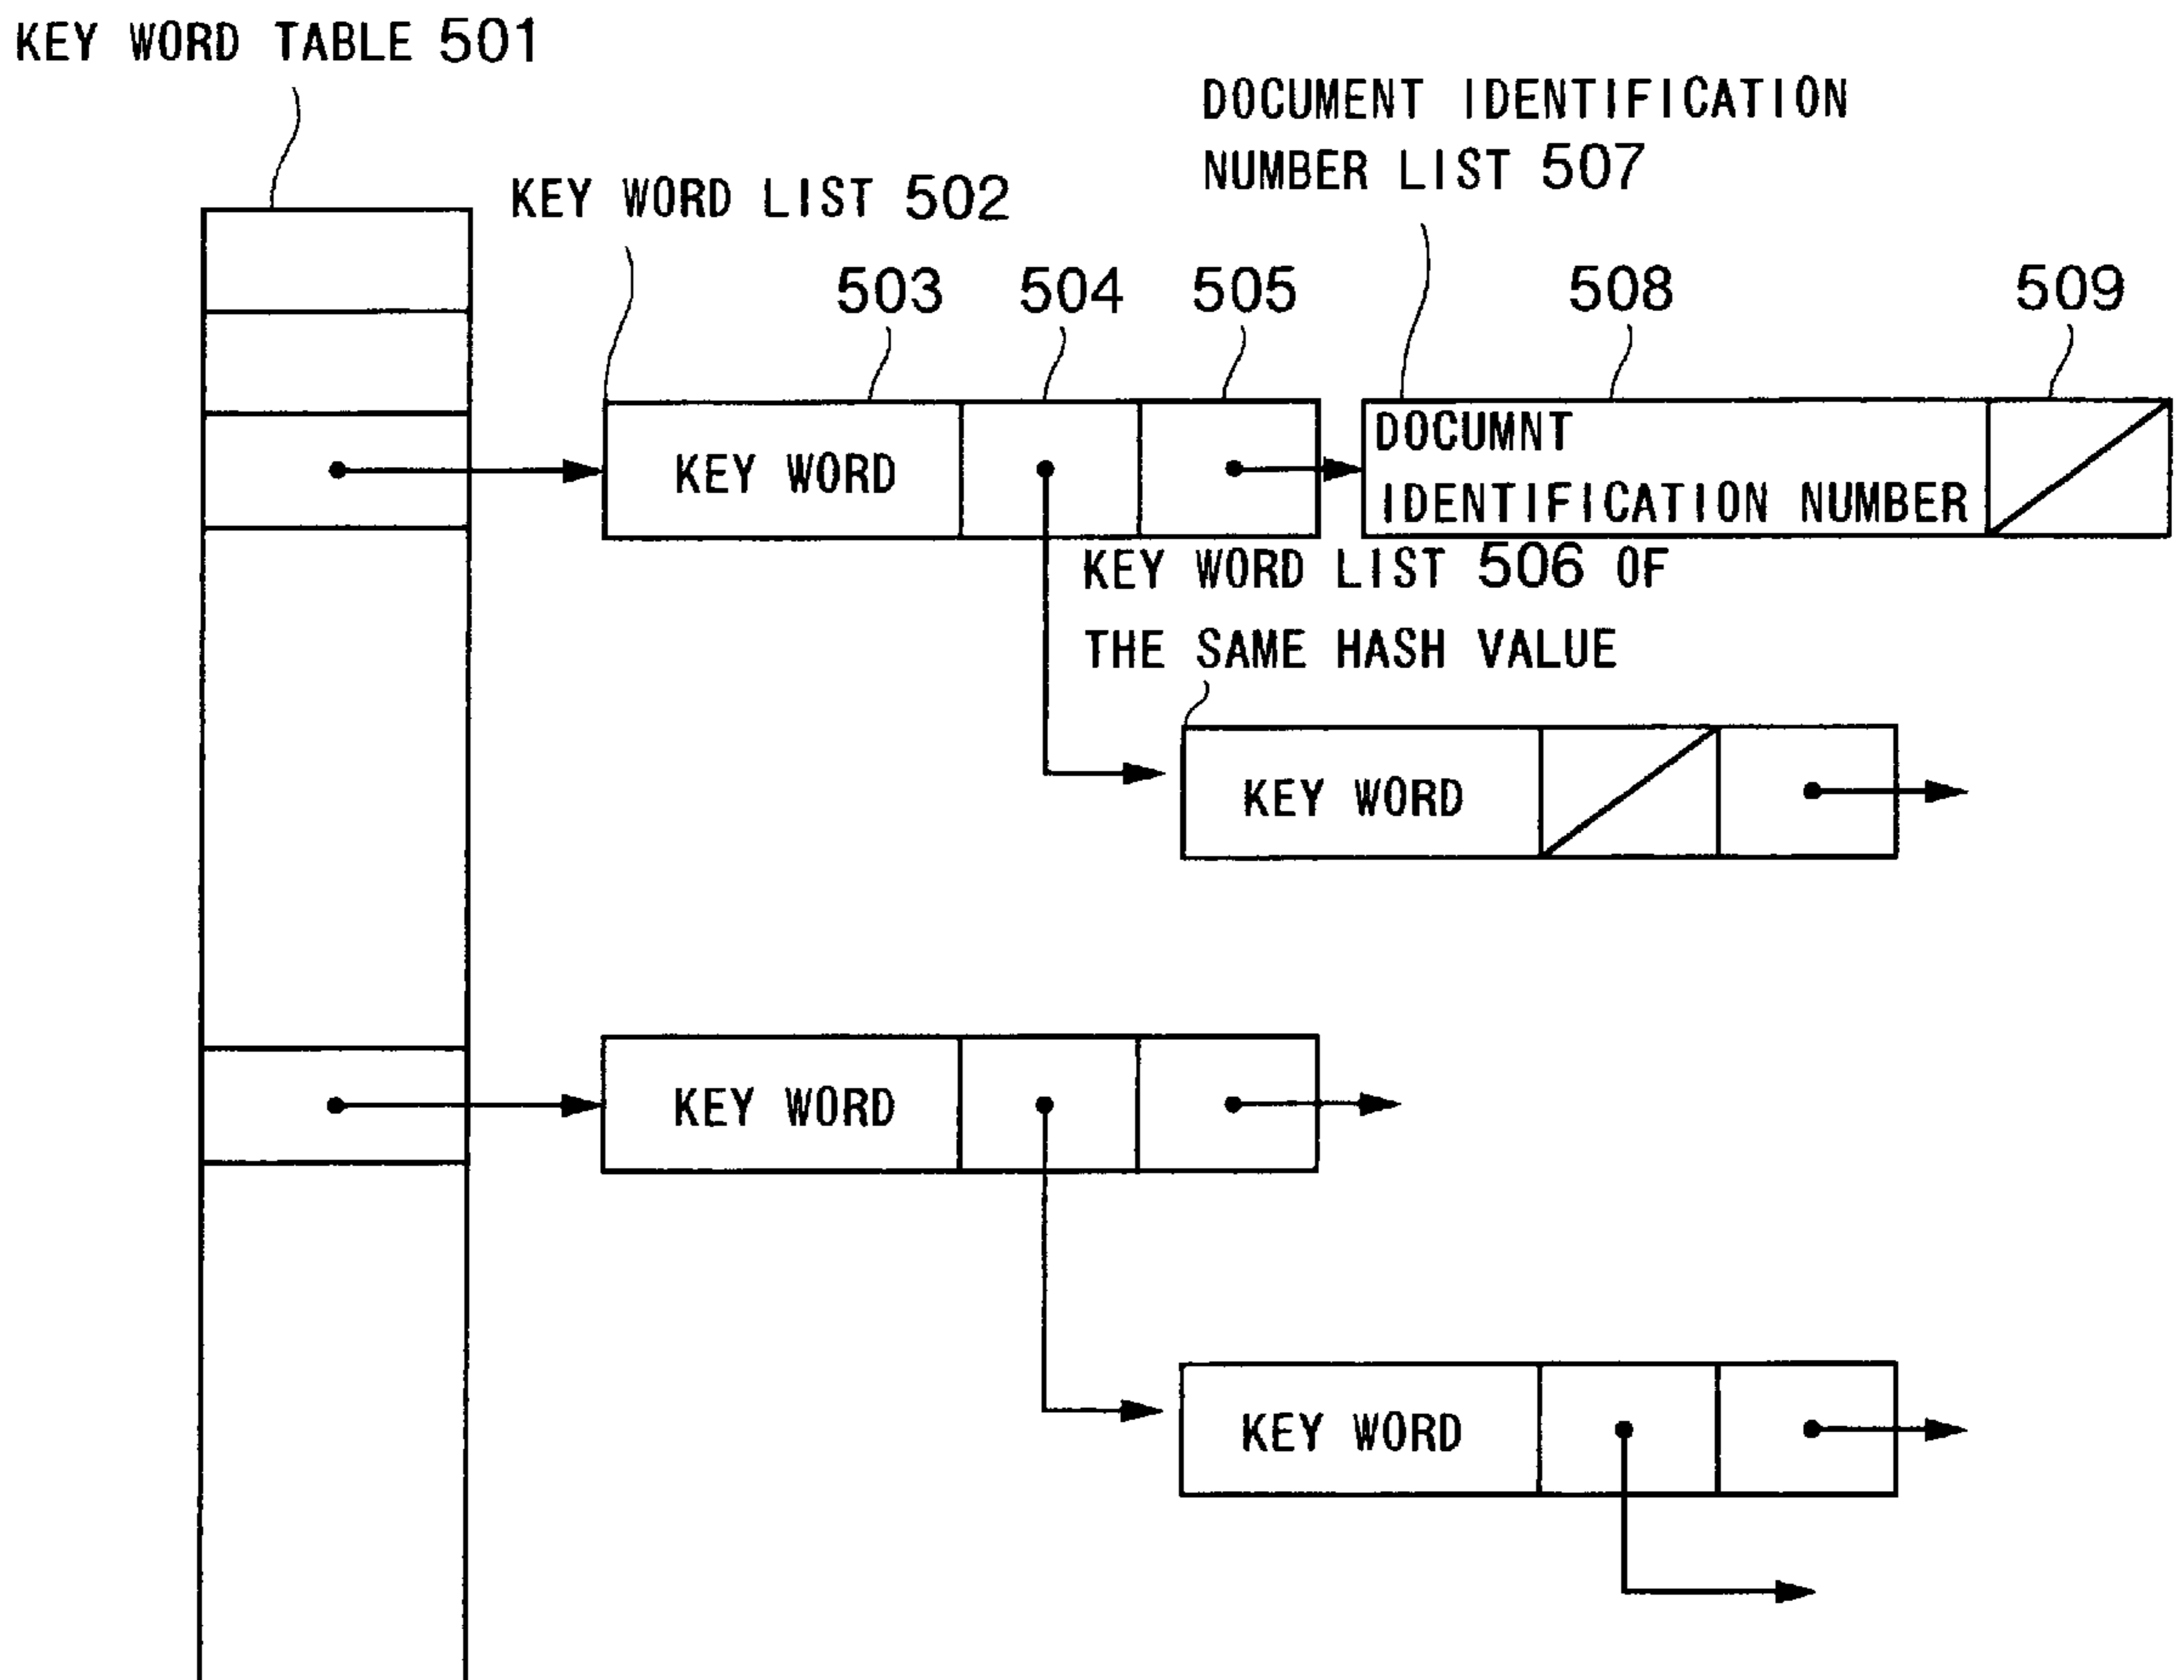 KEY WORD TABLE 501
DOCUMENT IDENTIFICATION
NUMBER LIST 507
KEY WORD LIST 502
503
504
505
508
509
KEY WORD
DOCUMNT
IDENTIFICATION NUMBER
KEY WORD LIST 506 OF
THE SAME HASH VALUE
KEY WORD
KEY WORD
KEY WORD